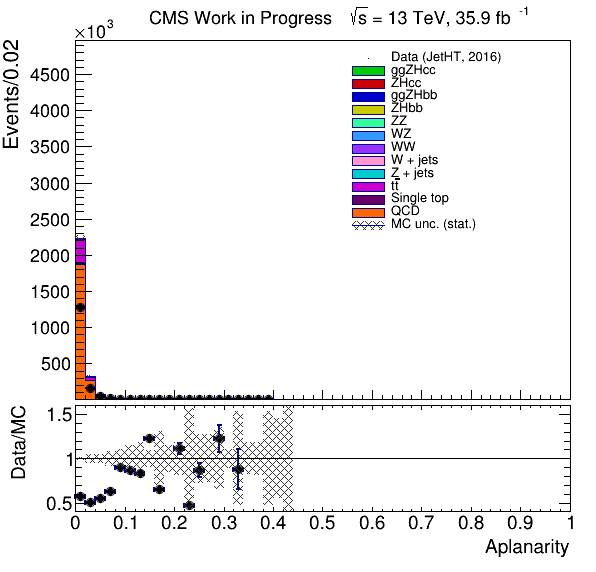 CMS Work in Progress √s = 13 TeV, 35.9 fb⁻¹
×10³
Events/0.02
4500
4000
3500
3000
2500
2000
1500
1000
500
0
Data (JetHT, 2016)
ggZHcc
ZHcc
ggZHbb
ZHbb
ZZ
WZ
WW
W + jets
Z + jets
tt̅
Single top
QCD
MC unc. (stat.)
Data/MC
1.5
1
0.5
0 0.1 0.2 0.3 0.4 0.5 0.6 0.7 0.8 0.9 1
Aplanarity